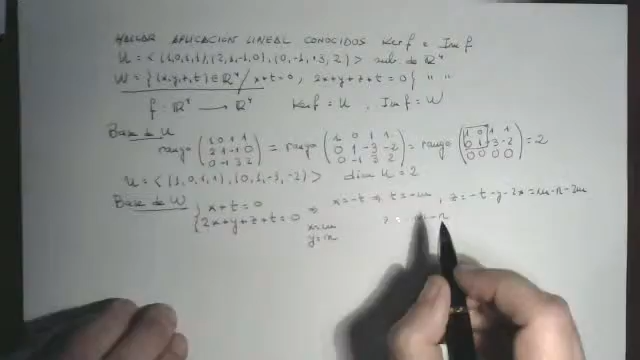 HALLAR APLICACION LINEAL CONOCIDOS Ker f e Im f
U = < (1,0,1,1), (2,1,-1,0), (0,-1,3,2) > sub. de ℝ⁴
W = {(x,y,z,t) ∈ ℝ⁴ / x+t=0, 2x+y+z+t=0} " "
f: ℝ⁴ → ℝ⁴ Ker f = U, Im f = W
Base de U
rango (1 0 1 1; 2 1 -1 0; 0 -1 3 2) = rango (1 0 1 1; 0 1 -3 -2; 0 -1 3 2) = rango (1 0 1 1; 0 1 -3 -2; 0 0 0 0) = 2
U = < (1,0,1,1), (0,1,-3,-2) > dim U = 2
Base de W { x+t=0 ⇒ x=-t ⇒ t=-m, z=-t-y-2x=m-n-2m
{ 2x+y+z+t=0 x=m y=n